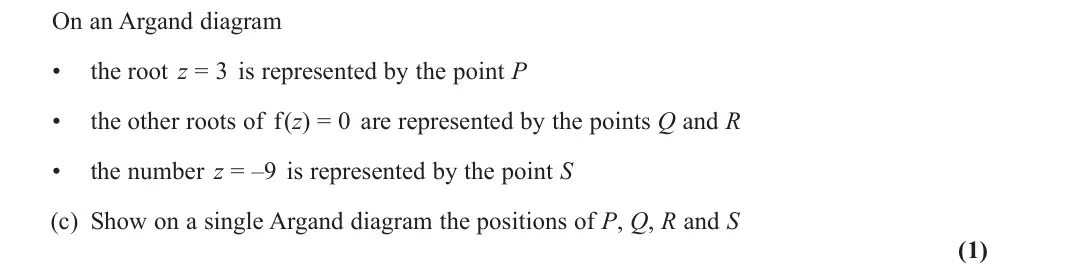 On an Argand diagram
• the root z = 3 is represented by the point P
• the other roots of f(z) = 0 are represented by the points Q and R
• the number z = –9 is represented by the point S
(c) Show on a single Argand diagram the positions of P, Q, R and S
(1)